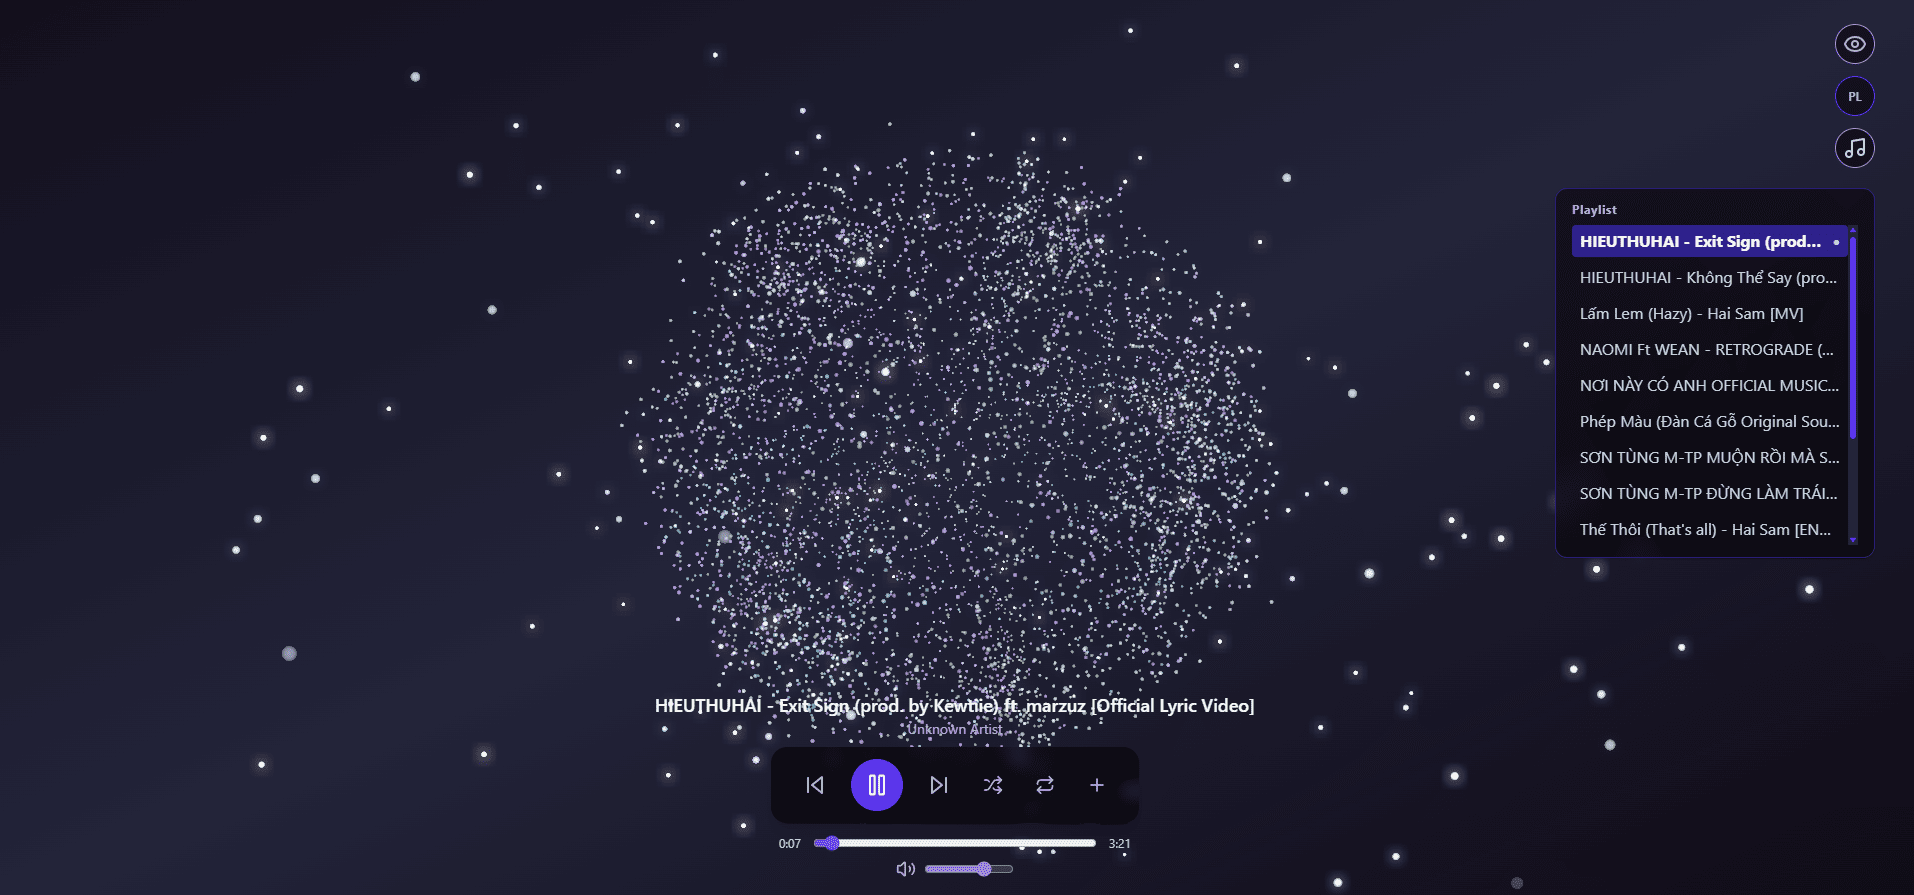 PL
Playlist
HIEUTHUHAI - Exit Sign (prod...
HIEUTHUHAI - Không Thể Say (pro...
Lấm Lem (Hazy) - Hai Sam [MV]
NAOMI Ft WEAN - RETROGRADE (...
NƠI NÀY CÓ ANH OFFICIAL MUSIC...
Phép Màu (Đàn Cá Gỗ Original Sou...
SƠN TÙNG M-TP MUỘN RỒI MÀ S...
SƠN TÙNG M-TP ĐỪNG LÀM TRÁI...
Thế Thôi (That's all) - Hai Sam [EN...
HIEUTHUHAI - Exit Sign (prod. by Kewtiie) ft. marzuz [Official Lyric Video]
Unknown Artist
0:07
3:21